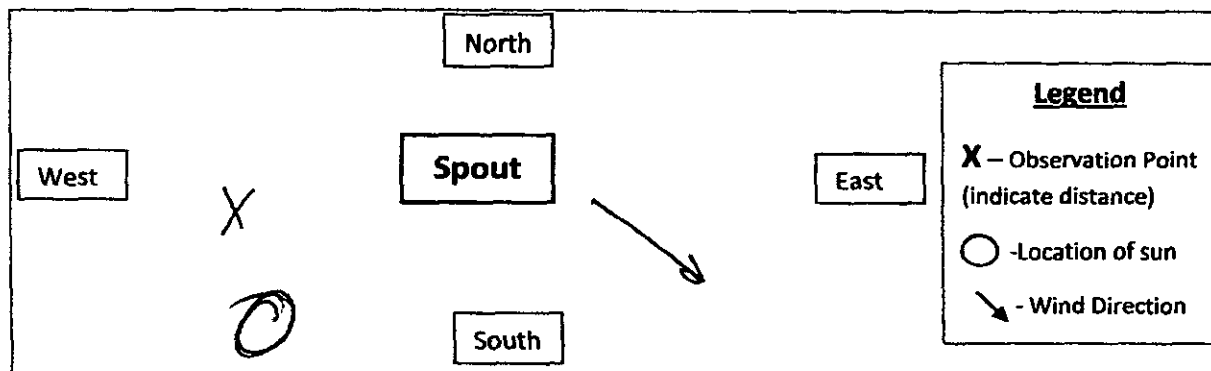 North
Legend
Spout
West
East
X – Observation Point
(indicate distance)
X
-Location of sun
- Wind Direction
South